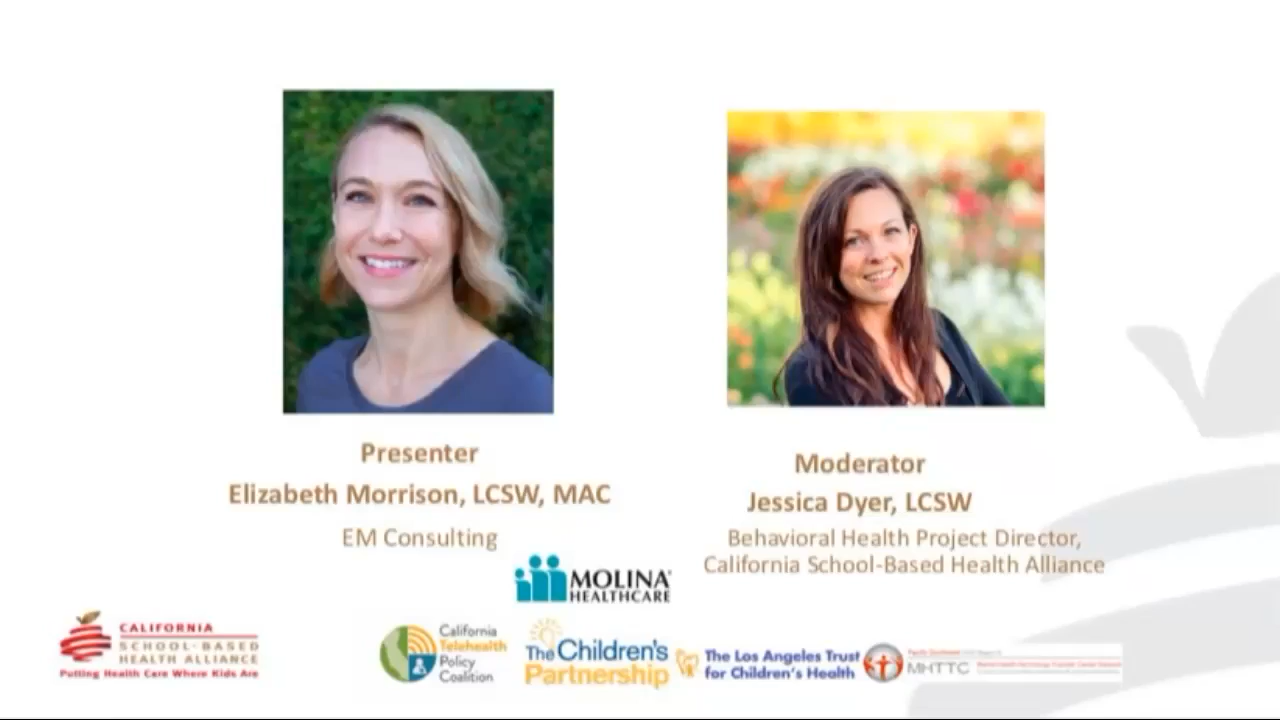 Presenter
Elizabeth Morrison, LCSW, MAC
EM Consulting
Moderator
Jessica Dyer, LCSW
Behavioral Health Project Director,
California School-Based Health Alliance
MOLINA
HEALTHCARE
CALIFORNIA
SCHOOL-BASED
HEALTH ALLIANCE
Putting Health Care Where Kids Are
California
Telehealth
Policy
Coalition
The Children's
Partnership
The Los Angeles Trust
for Children's Health
MHTTC